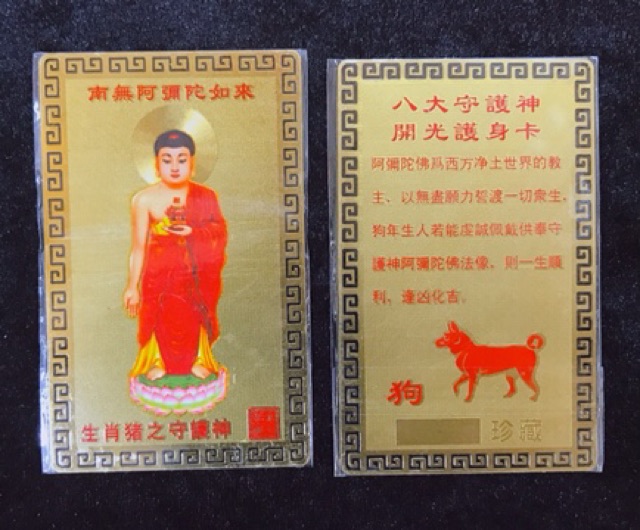 南無阿彌陀如來
生肖猪之守護神
八大守護神
開光護身卡
阿彌陀佛爲西万净土世界的教
主、以無盡願力誓渡一切衆生.
狗年生人若能虔誠佩戴供奉守
護神阿彌陀佛法像，則一生順
利、逢凶化吉。
狗
珍藏